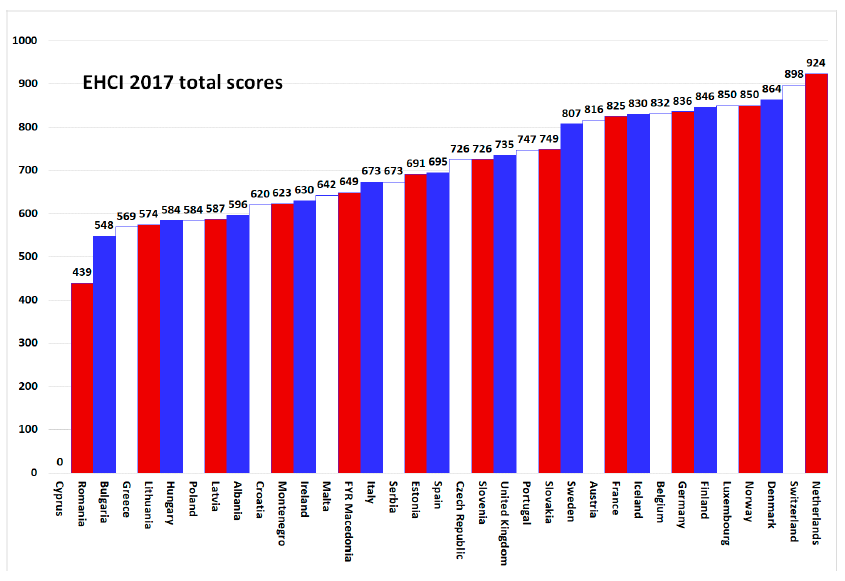 EHCI 2017 total scores
1000
900
800
700
600
500
400
300
200
100
0
0
439
548
569
574
584
584
587
596
620
623
630
642
649
673
673
691
695
726
726
735
747
749
807
816
825
830
832
836
846
850
850
864
898
924
Cyprus
Romania
Bulgaria
Greece
Lithuania
Hungary
Poland
Latvia
Albania
Croatia
Montenegro
Ireland
Malta
FYR Macedonia
Italy
Serbia
Estonia
Spain
Czech Republic
Slovenia
United Kingdom
Portugal
Slovakia
Sweden
Austria
France
Iceland
Belgium
Germany
Finland
Luxembourg
Norway
Denmark
Switzerland
Netherlands